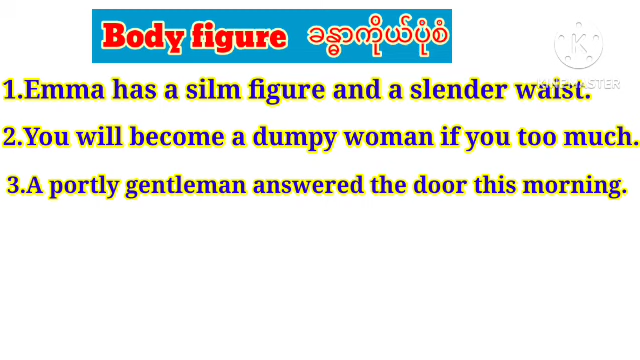 Body figure ခန္ဓာကိုယ်ပုံစံ
K
KINEMASTER
1.Emma has a silm figure and a slender waist.
2.You will become a dumpy woman if you too much.
3.A portly gentleman answered the door this morning.